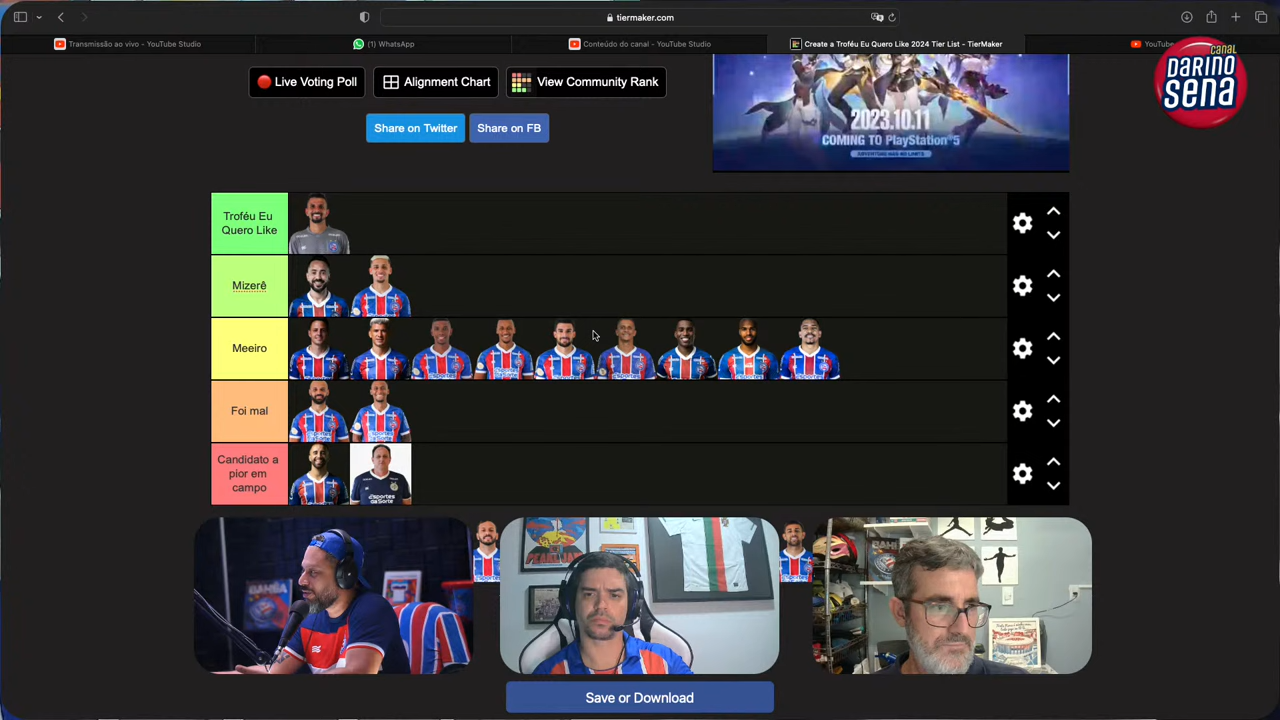 tiermaker.com
Transmissão ao vivo - YouTube Studio
(1) WhatsApp
Conteúdo do canal - YouTube Studio
Create a Troféu Eu Quero Like 2024 Tier List - TierMaker
YouTube
canal
DARINO
SENA
Live Voting Poll
Alignment Chart
View Community Rank
Share on Twitter
Share on FB
2023.10.11
COMING TO PlayStation®5
Troféu Eu
Quero Like
Mizerê
Meeiro
Foi mal
Candidato a
pior em
campo
Save or Download